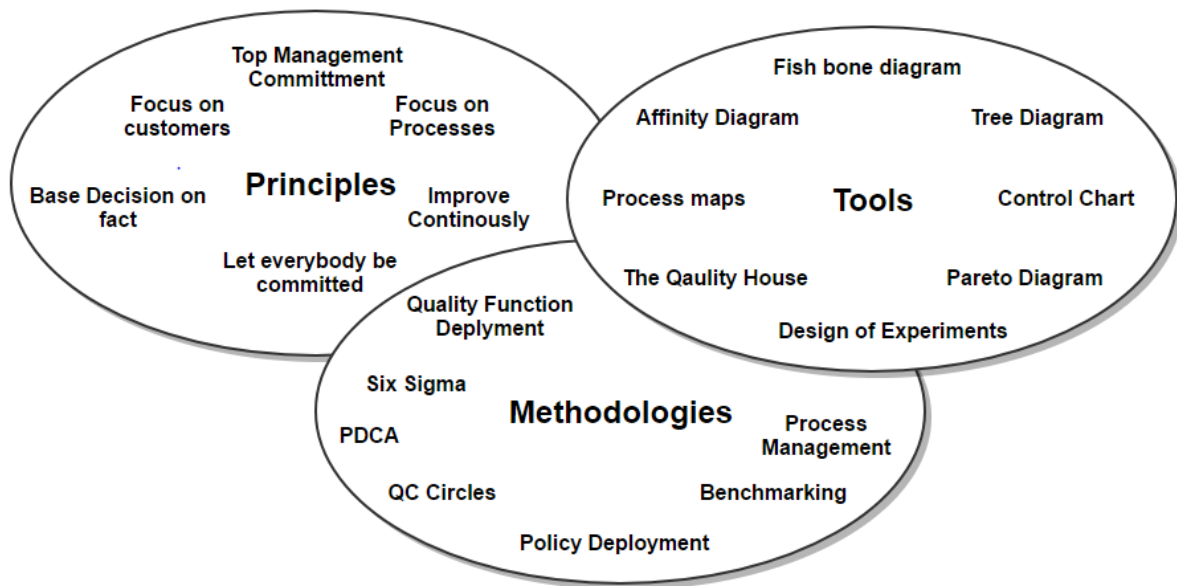 Top Management
Committment
Focus on
customers
Focus on
Processes
Principles
Base Decision on
fact
Improve
Continously
Let everybody be
committed
Fish bone diagram
Affinity Diagram
Tree Diagram
Process maps
Tools
Control Chart
The Qaulity House
Pareto Diagram
Design of Experiments
Quality Function
Deplyment
Six Sigma
Methodologies
PDCA
Process
Management
QC Circles
Benchmarking
Policy Deployment